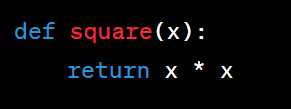 def square(x):
    return x * x